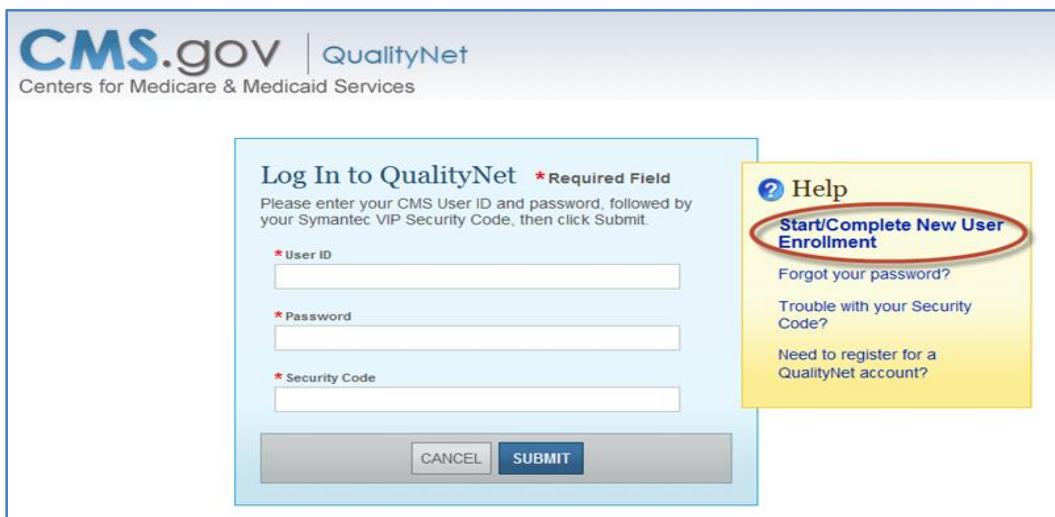 CMS.gov | QualityNet
Centers for Medicare & Medicaid Services
Log In to QualityNet *Required Field
Please enter your CMS User ID and password, followed by
your Symantec VIP Security Code, then click Submit.
*User ID
*Password
*Security Code
CANCEL SUBMIT
? Help
Start/Complete New User
Enrollment
Forgot your password?
Trouble with your Security
Code?
Need to register for a
QualityNet account?